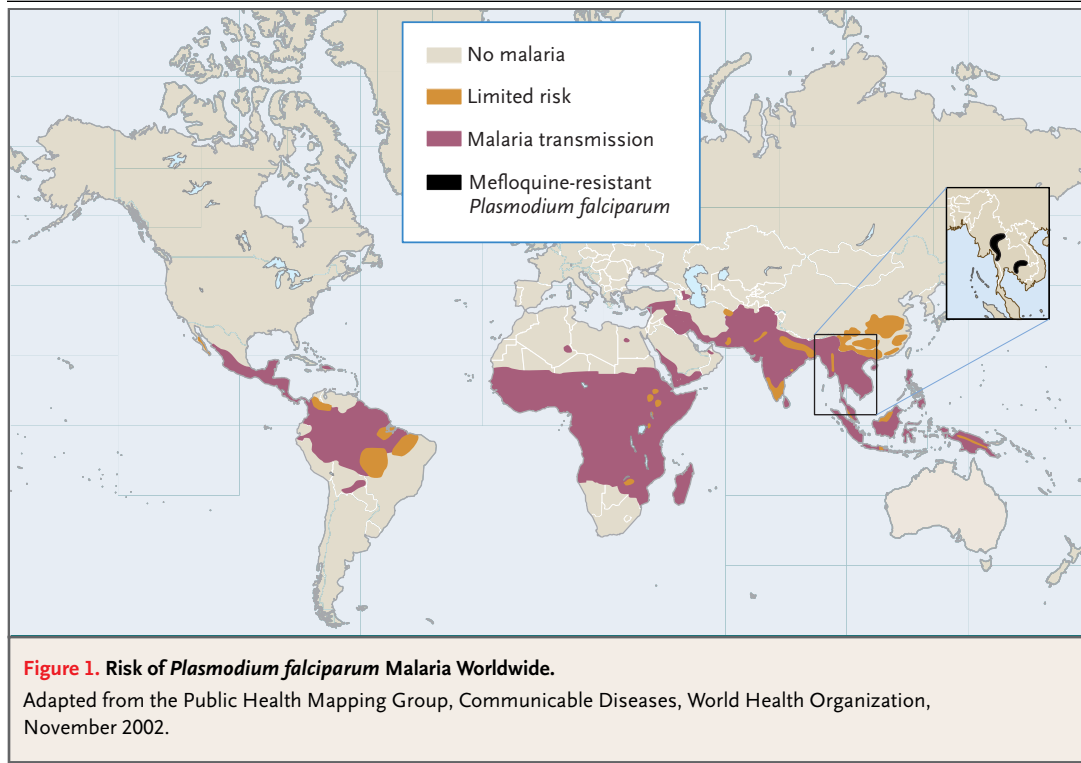 No malaria
Limited risk
Malaria transmission
Mefloquine-resistant
Plasmodium falciparum
Figure 1. Risk of Plasmodium falciparum Malaria Worldwide.
Adapted from the Public Health Mapping Group, Communicable Diseases, World Health Organization,
November 2002.